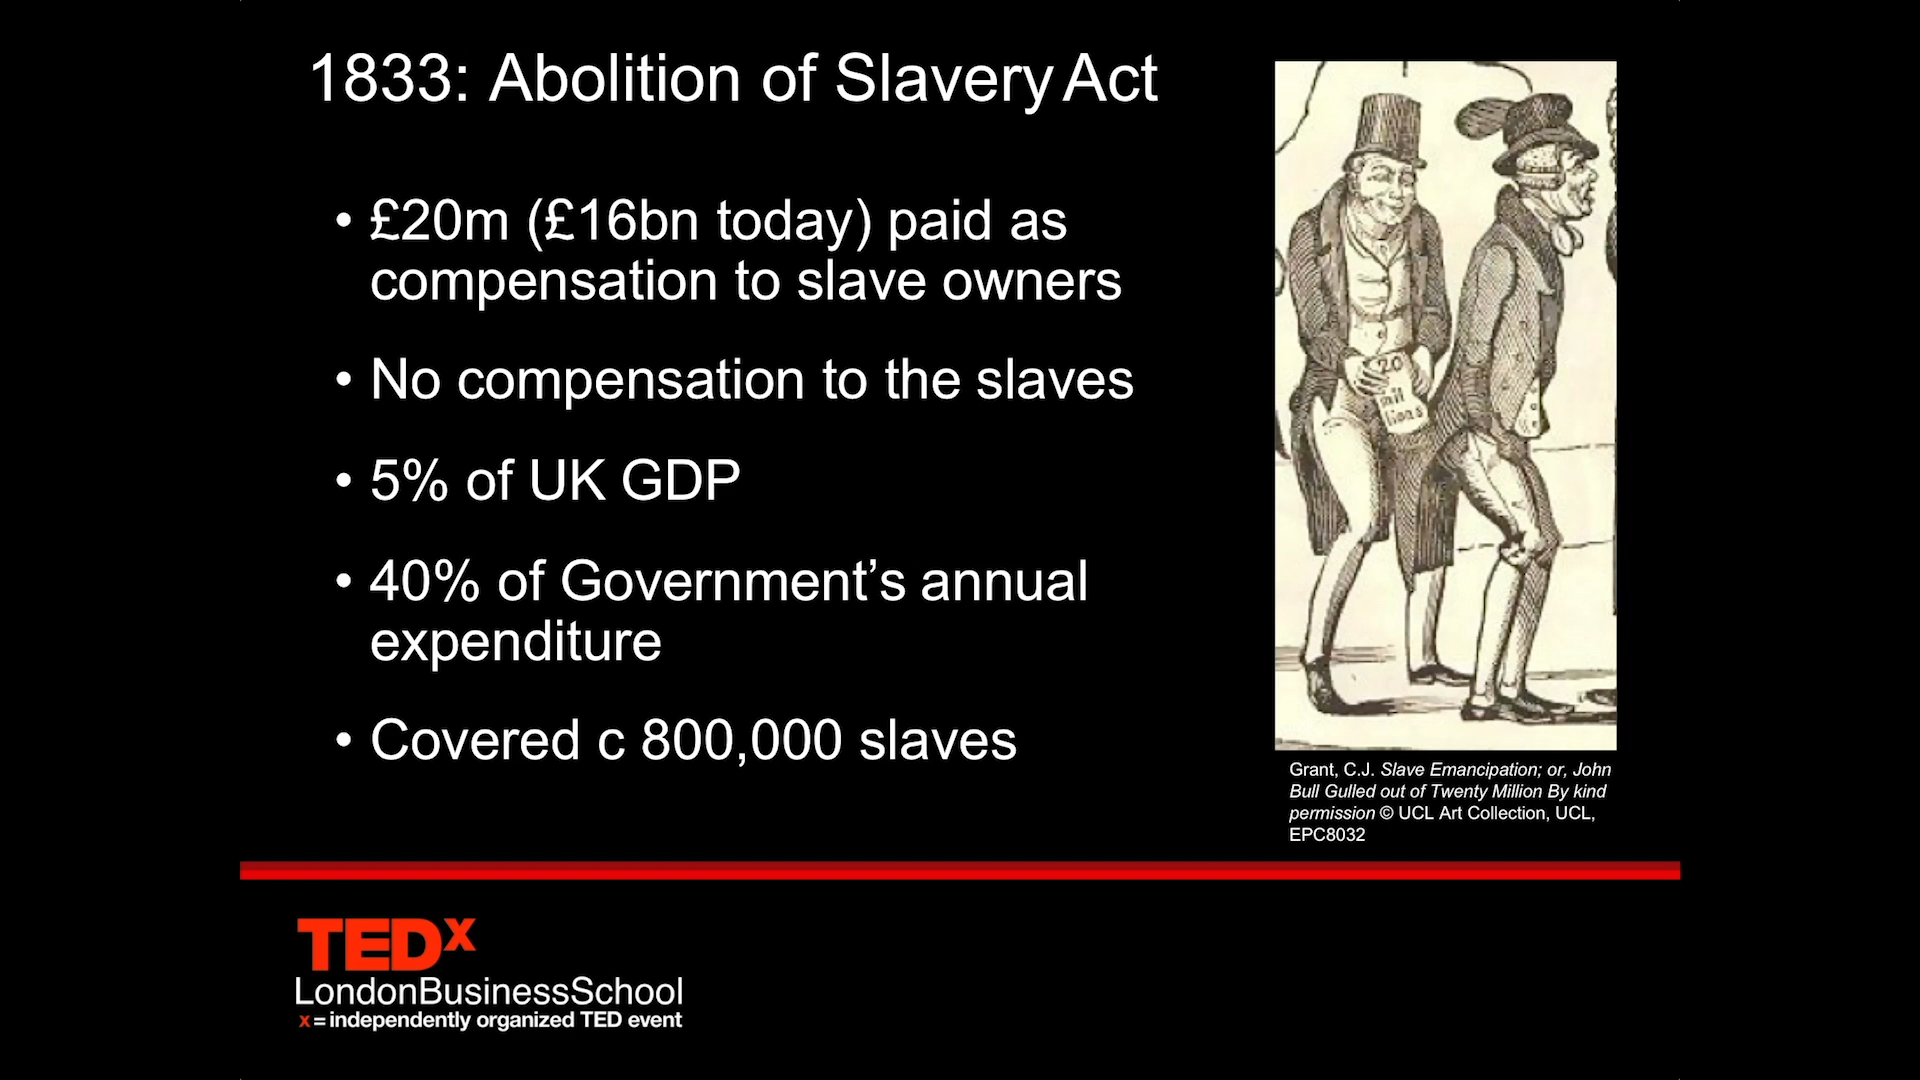 1833: Abolition of Slavery Act
• £20m (£16bn today) paid as
compensation to slave owners
• No compensation to the slaves
• 5% of UK GDP
• 40% of Government’s annual
expenditure
• Covered c 800,000 slaves
20
mil
lions
Grant, C.J. Slave Emancipation; or, John
Bull Gulled out of Twenty Million By kind
permission © UCL Art Collection, UCL,
EPC8032
TEDx
LondonBusinessSchool
x = independently organized TED event